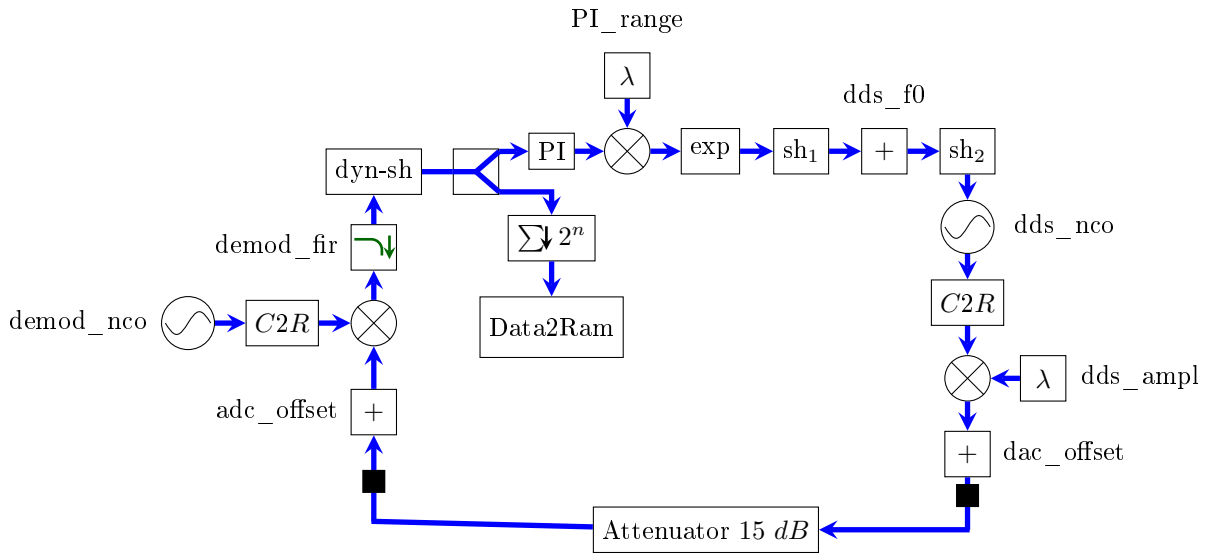 PI_range
λ
dds_f0
PI
exp
sh₁
+
sh₂
dyn-sh
demod_fir
∑ 2ⁿ
dds_nco
demod_nco
C2R
Data2Ram
C2R
λ
dds_ampl
adc_offset
+
+
dac_offset
Attenuator 15 dB